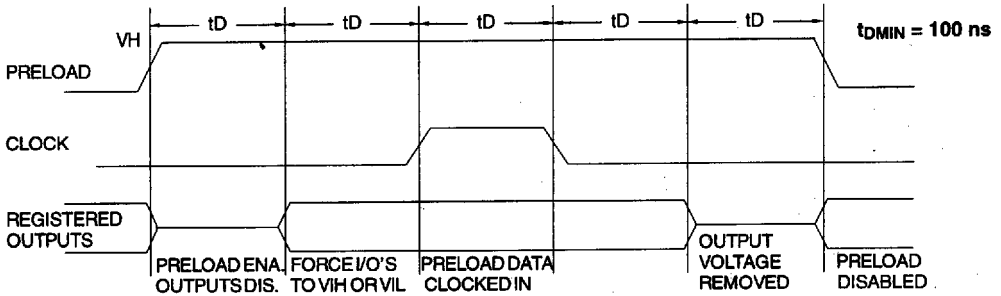 tD tD tD tD tD
VH
tDMIN = 100 ns
PRELOAD
CLOCK
REGISTERED
OUTPUTS
PRELOAD ENA.
OUTPUTS DIS.
FORCE I/O'S
TO VIH OR VIL
PRELOAD DATA
CLOCKED IN
OUTPUT
VOLTAGE
REMOVED
PRELOAD
DISABLED